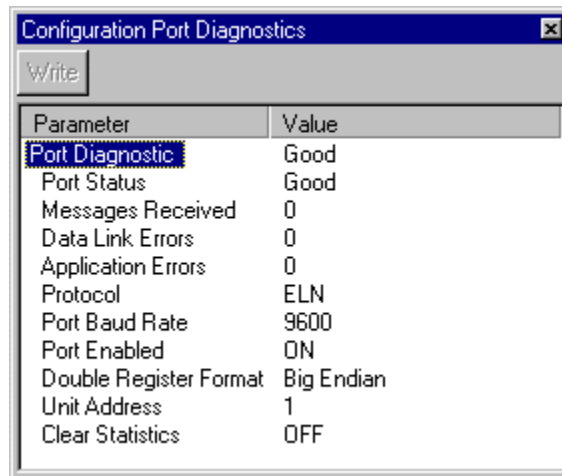 Configuration Port Diagnostics
Write
Parameter Value
Port Diagnostic Good
Port Status Good
Messages Received 0
Data Link Errors 0
Application Errors 0
Protocol ELN
Port Baud Rate 9600
Port Enabled ON
Double Register Format Big Endian
Unit Address 1
Clear Statistics OFF